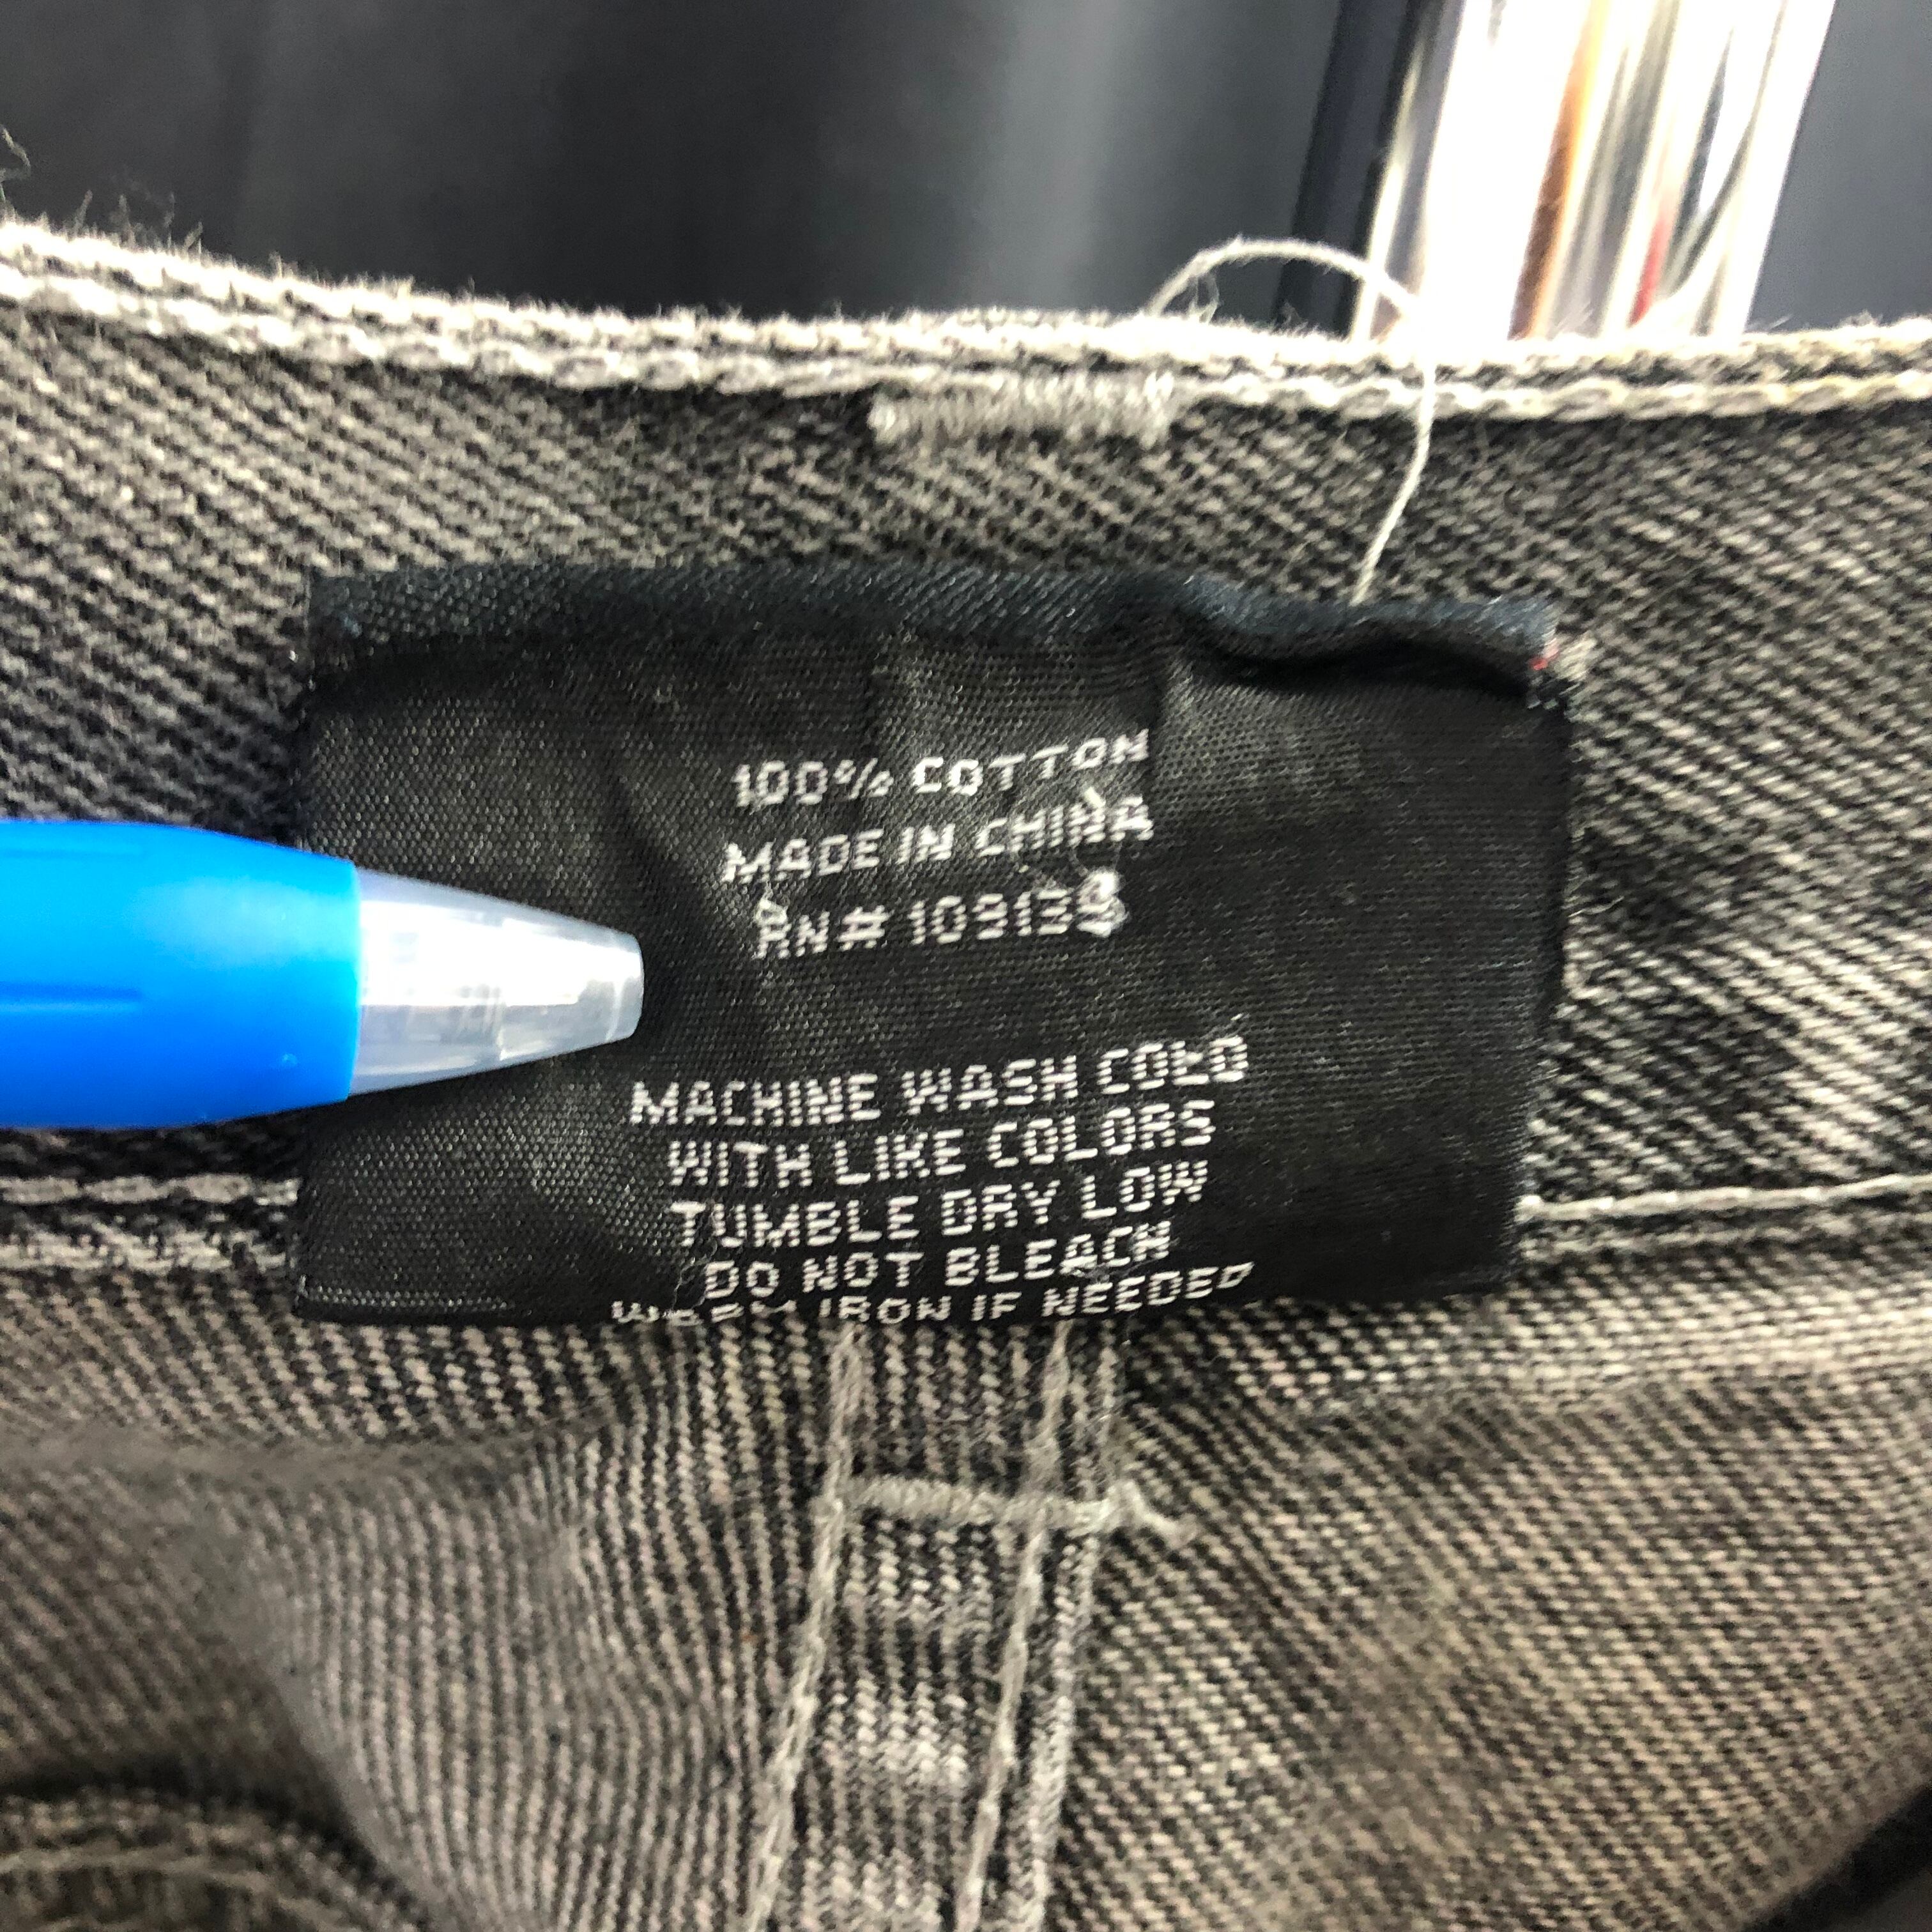 100% COTTON
MADE IN CHINA
MACHINE WASH COLD
WITH LIKE COLORS
TUMBLE DRY LOW
DO NOT BLEACH
WARM IRON IF NEEDED